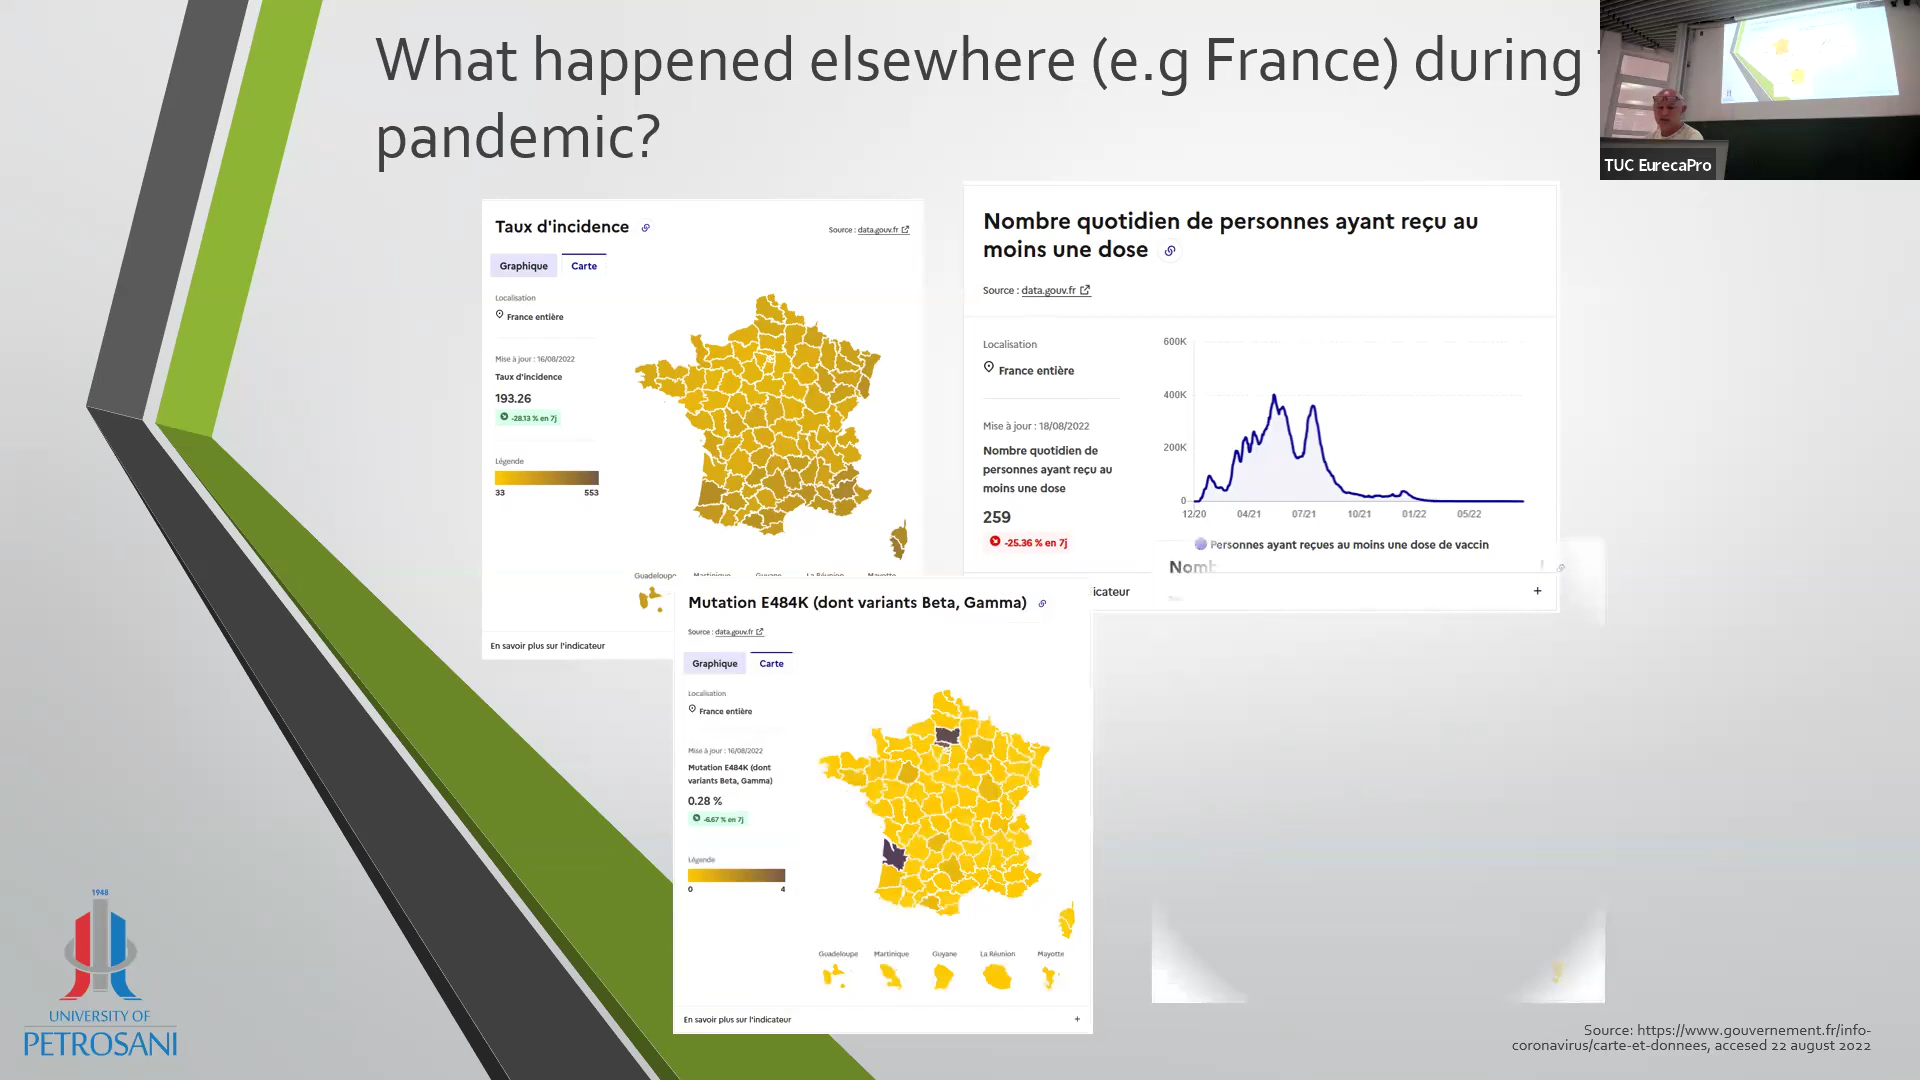 What happened elsewhere (e.g France) during
pandemic?
TUC EurecaPro
Taux d'incidence
Source : data.gouv.fr
Graphique Carte
Localisation
France entière
Mise à jour : 16/08/2022
Taux d'incidence
193.26
-28.13 % en 7j
Légende
33 553
Guadeloupe Martinique Guyane La Réunion Mayotte
En savoir plus sur l'indicateur
Nombre quotidien de personnes ayant reçu au
moins une dose
Source : data.gouv.fr
Localisation
France entière
Mise à jour : 18/08/2022
Nombre quotidien de
personnes ayant reçu au
moins une dose
259
-25.36 % en 7j
600K
400K
200K
0
12/20 04/21 07/21 10/21 01/22 05/22
Personnes ayant reçues au moins une dose de vaccin
Nomb
icateur +
Mutation E484K (dont variants Beta, Gamma)
Source : data.gouv.fr
Graphique Carte
Localisation
France entière
Mise à jour : 16/08/2022
Mutation E484K (dont
variants Beta, Gamma)
0.28 %
-6.67 % en 7j
Légende
0 4
Guadeloupe Martinique Guyane La Réunion Mayotte
En savoir plus sur l'indicateur +
1948
UNIVERSITY OF
PETROSANI
Source: https://www.gouvernement.fr/info-
coronavirus/carte-et-donnees, accesed 22 august 2022